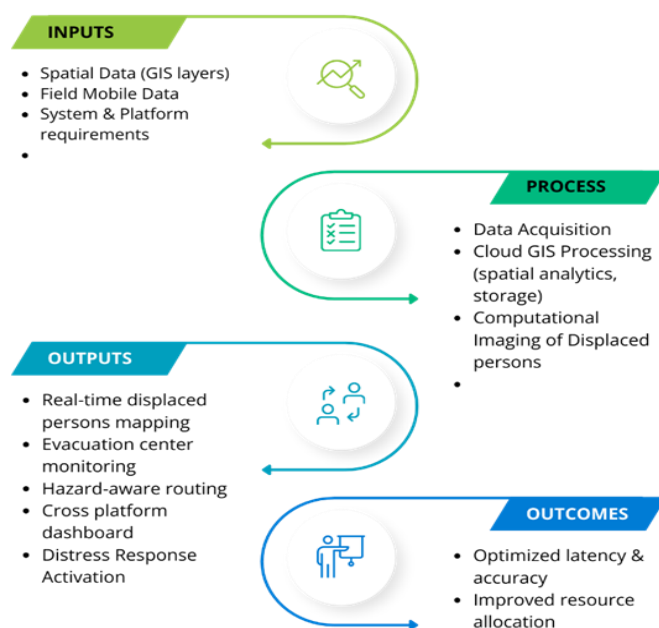 INPUTS
• Spatial Data (GIS layers)
• Field Mobile Data
• System & Platform
requirements
•
PROCESS
• Data Acquisition
• Cloud GIS Processing
(spatial analytics,
storage)
• Computational
Imaging of Displaced
persons
•
OUTPUTS
• Real-time displaced
persons mapping
• Evacuation center
monitoring
• Hazard-aware routing
• Cross platform
dashboard
• Distress Response
Activation
OUTCOMES
• Optimized latency &
accuracy
• Improved resource
allocation